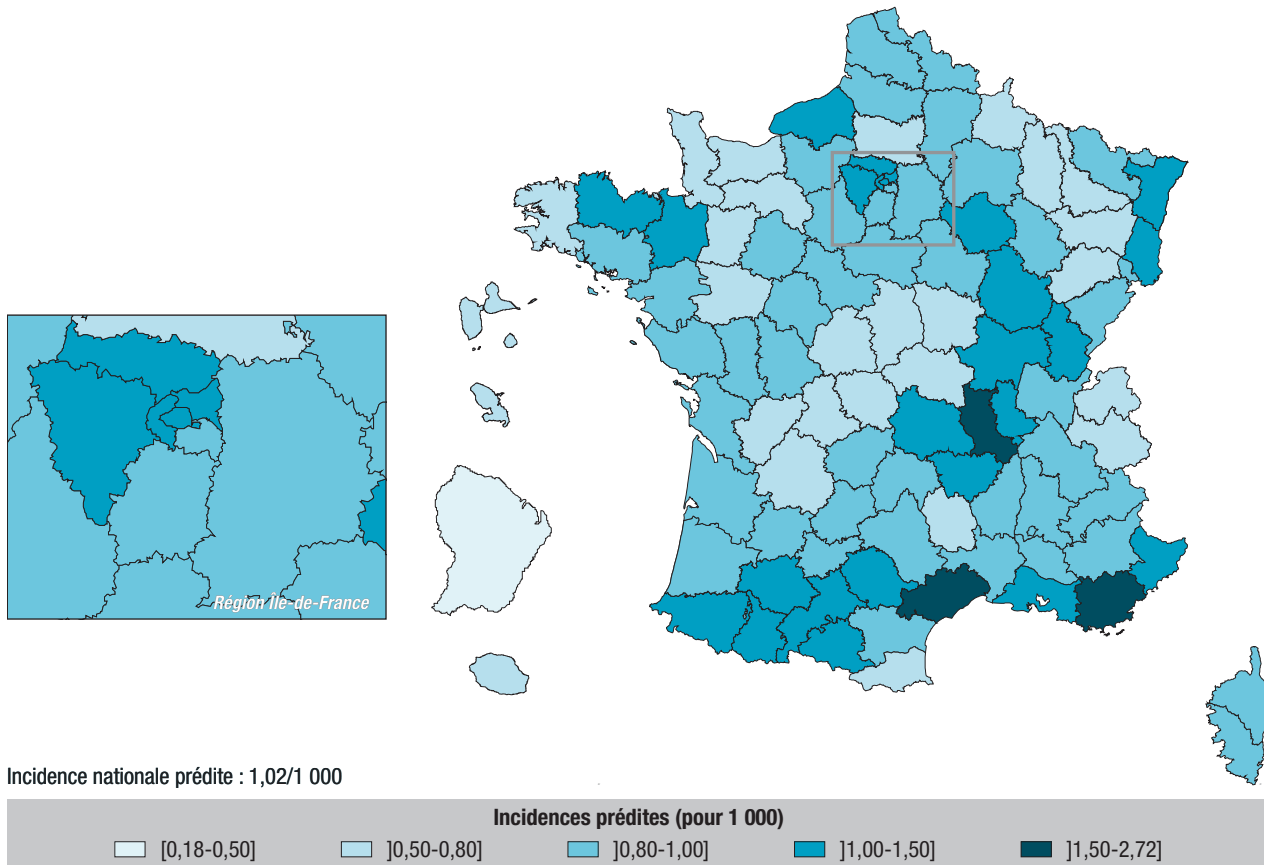 Région Île-de-France
Incidence nationale prédite : 1,02/1 000
Incidences prédites (pour 1 000)
[0,18-0,50] ]0,50-0,80] ]0,80-1,00] ]1,00-1,50] ]1,50-2,72]